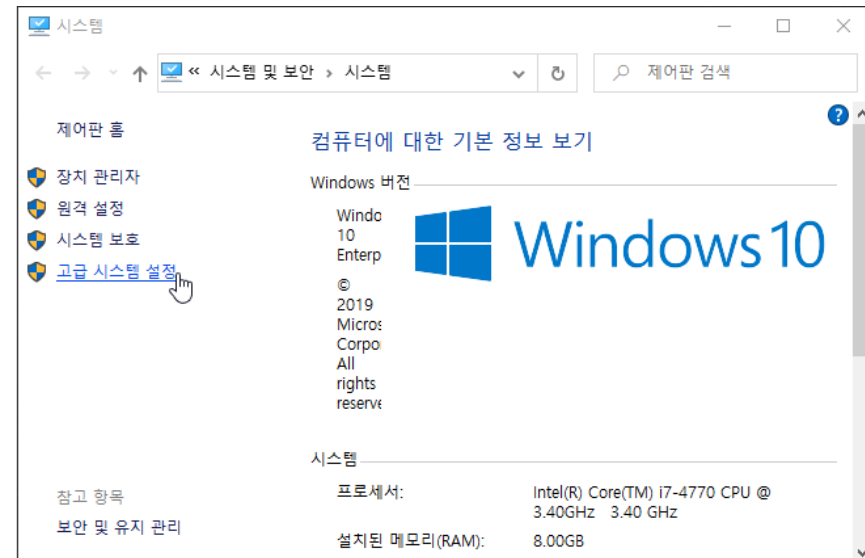 시스템
« 시스템 및 보안 › 시스템
제어판 검색
제어판 홈
장치 관리자
원격 설정
시스템 보호
고급 시스템 설정
참고 항목
보안 및 유지 관리
컴퓨터에 대한 기본 정보 보기
Windows 버전
Windo
10
Enterp
©
2019
Micros
Corpo
All
rights
reserve
Windows 10
시스템
프로세서:
Intel(R) Core(TM) i7-4770 CPU @
3.40GHz 3.40 GHz
설치된 메모리(RAM):
8.00GB